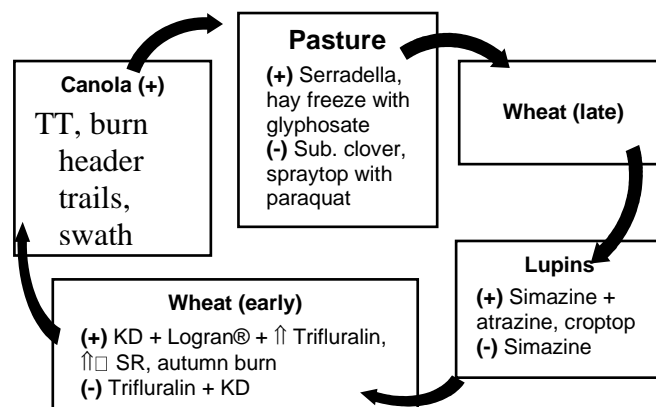 Pasture
(+) Serradella,
hay freeze with
glyphosate
(-) Sub. clover,
spraytop with
paraquat
Wheat (late)
Lupins
(+) Simazine +
atrazine, croptop
(-) Simazine
Wheat (early)
(+) KD + Logran® + ⇑ Trifluralin,
⇑□ SR, autumn burn
(-) Trifluralin + KD
Canola (+)
TT, burn
header
trails,
swath